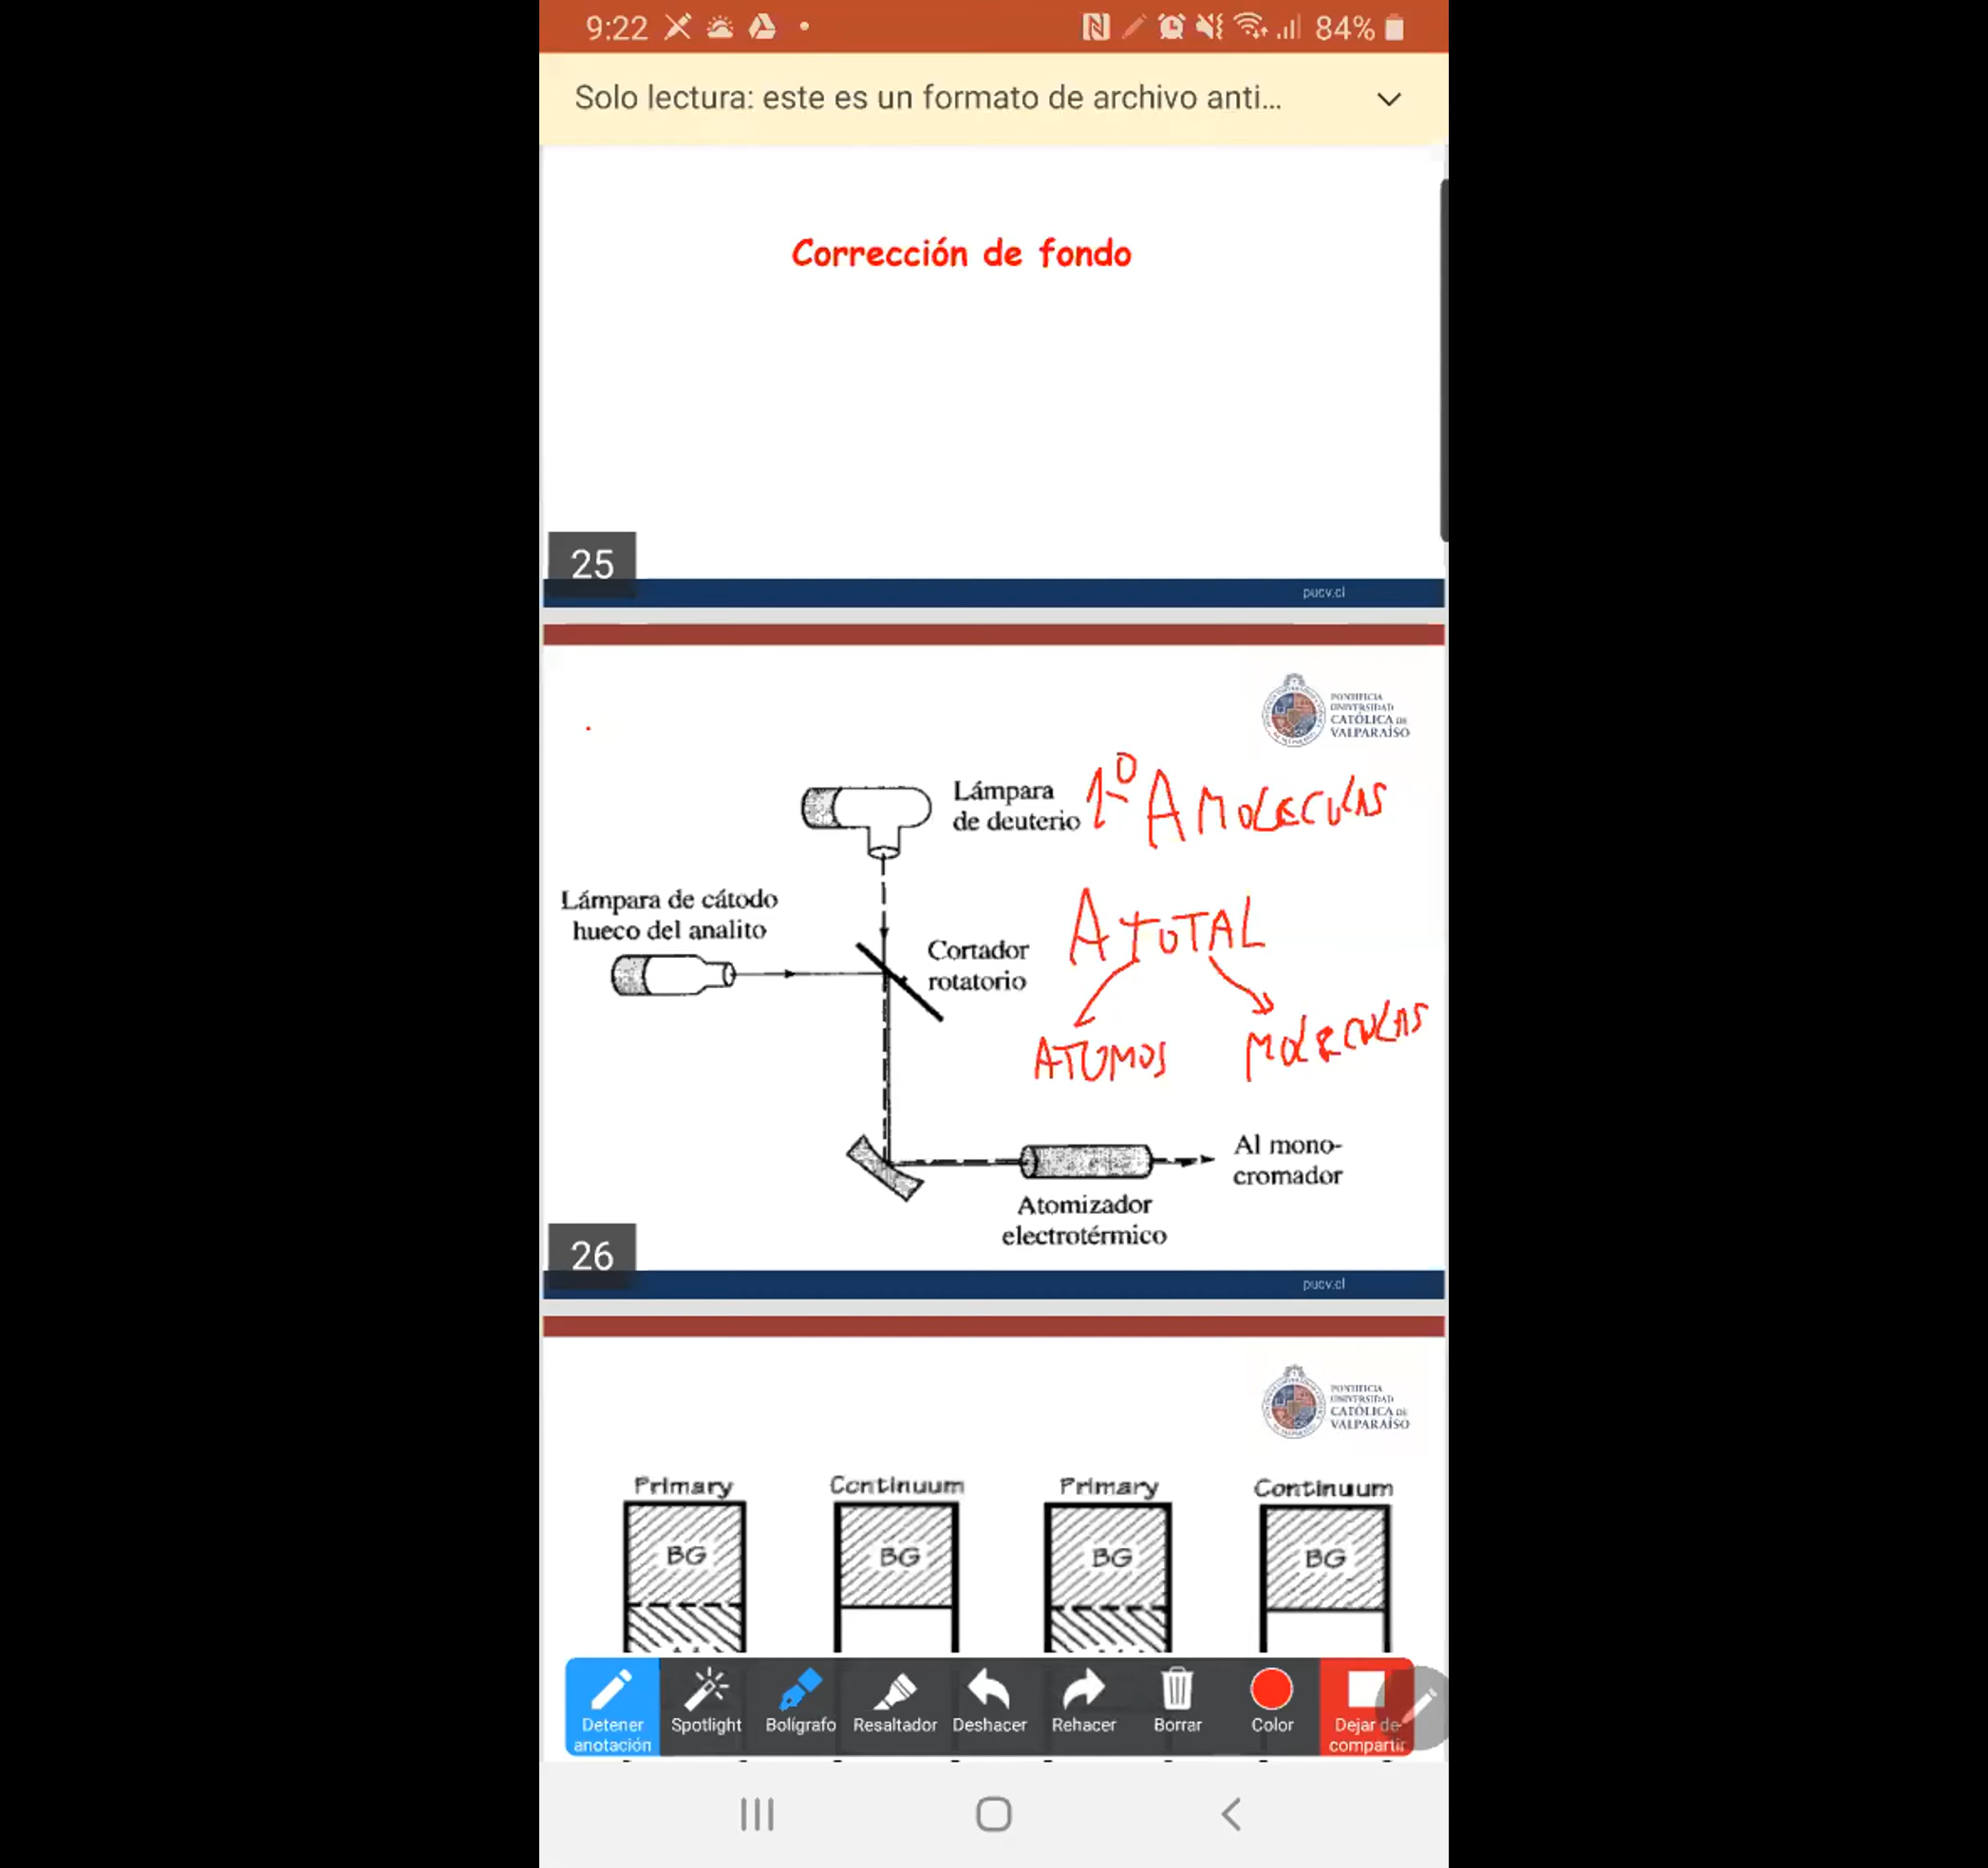 9:22 84%
Solo lectura: este es un formato de archivo anti...
Corrección de fondo
25
pucv.cl
PONTIFICIA
UNIVERSIDAD
CATÓLICA DE
VALPARAÍSO
Lámpara
de deuterio
1º A MOLECULAS
Lámpara de cátodo
hueco del analito
Cortador
rotatorio
A TOTAL
ATOMOS
MOLECULAS
Al mono-
cromador
Atomizador
electrotérmico
26
pucv.cl
PONTIFICIA
UNIVERSIDAD
CATÓLICA DE
VALPARAÍSO
Primary Continuum Primary Continuum
BG BG BG BG
Detener
anotación
Spotlight
Bolígrafo
Resaltador
Deshacer
Rehacer
Borrar
Color
Dejar de
compartir